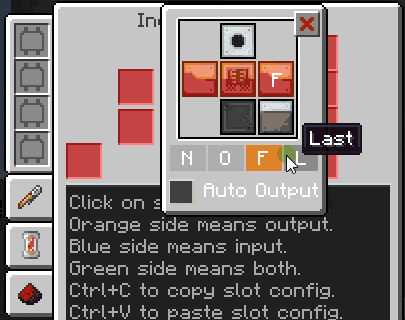 In
F
Last
N O F L
Auto Output
Click on s
Orange side means output.
Blue side means input.
Green side means both.
Ctrl+C to copy slot config.
Ctrl+V to paste slot config.